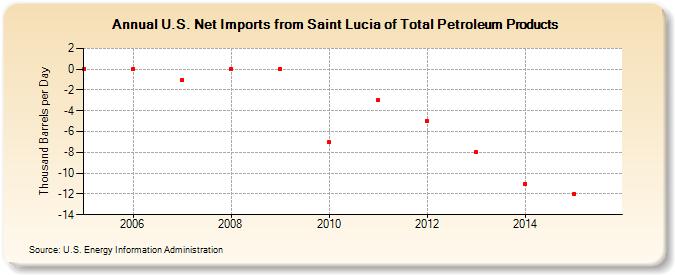 Annual U.S. Net Imports from Saint Lucia of Total Petroleum Products
Thousand Barrels per Day
2
0
-2
-4
-6
-8
-10
-12
-14
2006 2008 2010 2012 2014
Source: U.S. Energy Information Administration